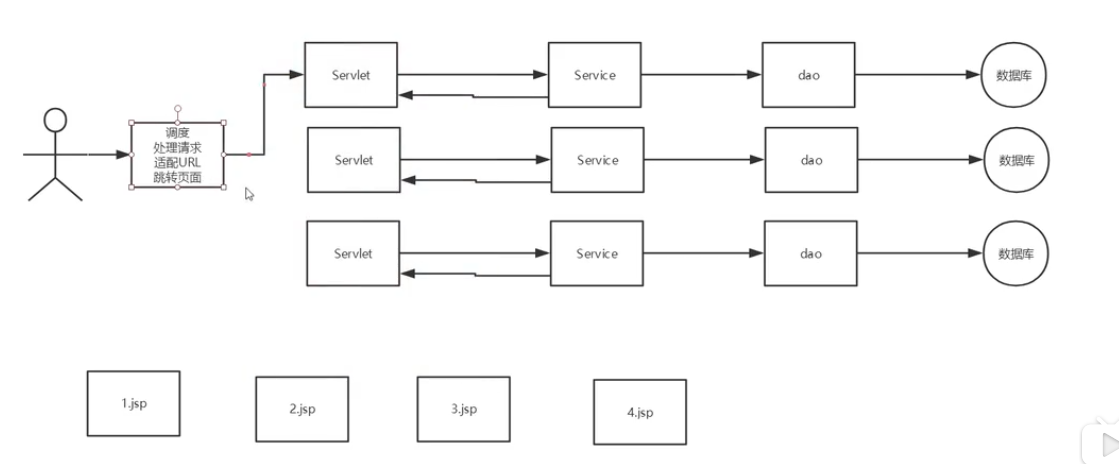 Servlet
Service
dao
数据库
调度
处理请求
适配URL
跳转页面
Servlet
Service
dao
数据库
Servlet
Service
dao
数据库
1.jsp
2.jsp
3.jsp
4.jsp